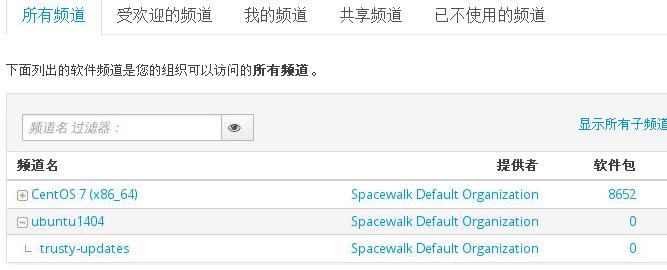 所有频道 受欢迎的频道 我的频道 共享频道 已不使用的频道
下面列出的软件频道是您的组织可以访问的所有频道 。
频道名 过滤器： 显示所有子频道
频道名 提供者 软件包
CentOS 7 (x86_64) Spacewalk Default Organization 8652
ubuntu1404 Spacewalk Default Organization 0
trusty-updates Spacewalk Default Organization 0